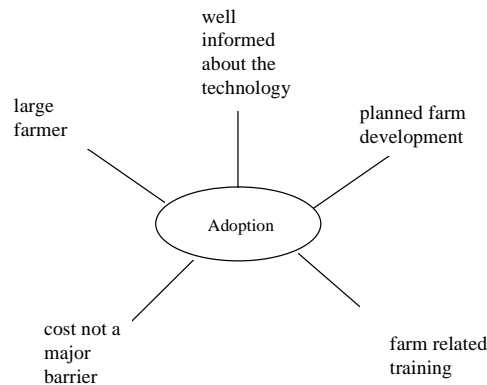 well
informed
about the
technology
large
farmer
planned farm
development
Adoption
cost not a
major
barrier
farm related
training